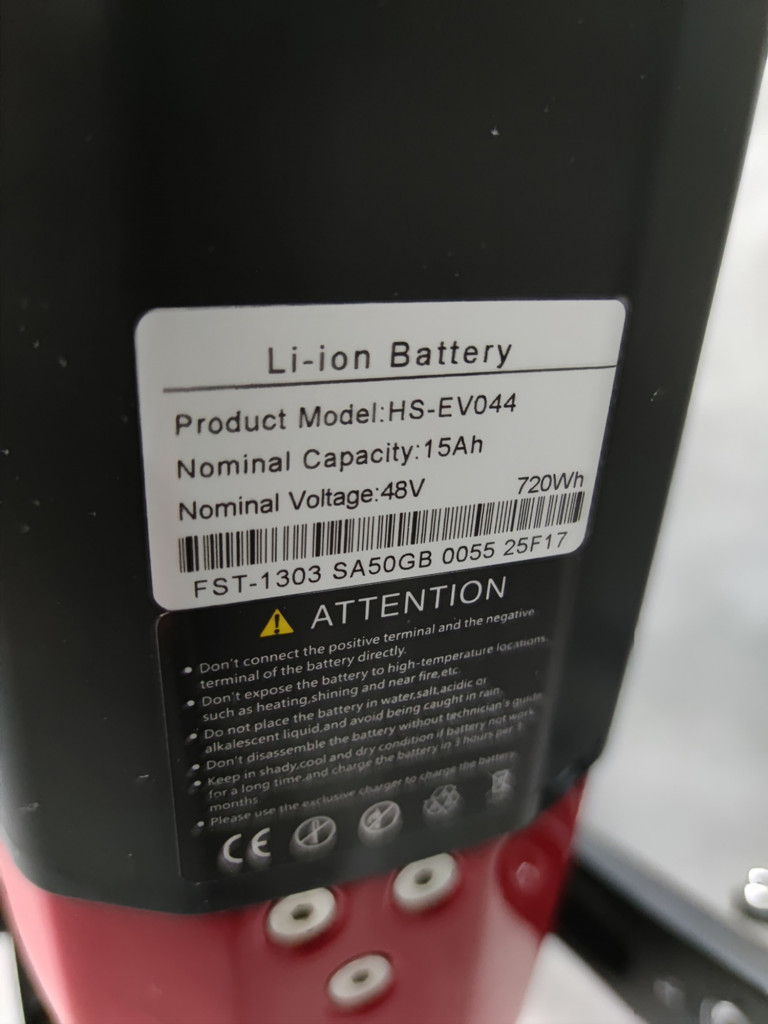 Li-ion Battery
Product Model:HS-EV044
Nominal Capacity:15Ah
Nominal Voltage:48V 720Wh
FST-1303 SA50GB 0055 25F17
ATTENTION
• Don't connect the positive terminal and the negative
terminal of the battery directly.
• Don't expose the battery to high-temperature locations.
such as heating,shining and near fire,etc.
• Do not place the battery in water,salt,acidic or
alkalescent liquid,and avoid being caught in rain.
• Don't disassemble the battery without technician's guide.
• Keep in shady,cool and dry condition if battery not work
for a long time,and charge the battery in 3 hours per 3
months.
• Please use the exclusive charger to charge the battery.
CE